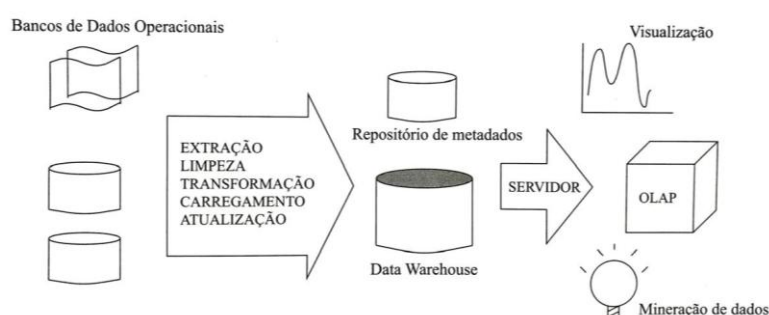 Bancos de Dados Operacionais
EXTRAÇÃO
LIMPEZA
TRANSFORMAÇÃO
CARREGAMENTO
ATUALIZAÇÃO
Repositório de metadados
Data Warehouse
SERVIDOR
Visualização
OLAP
Mineração de dados